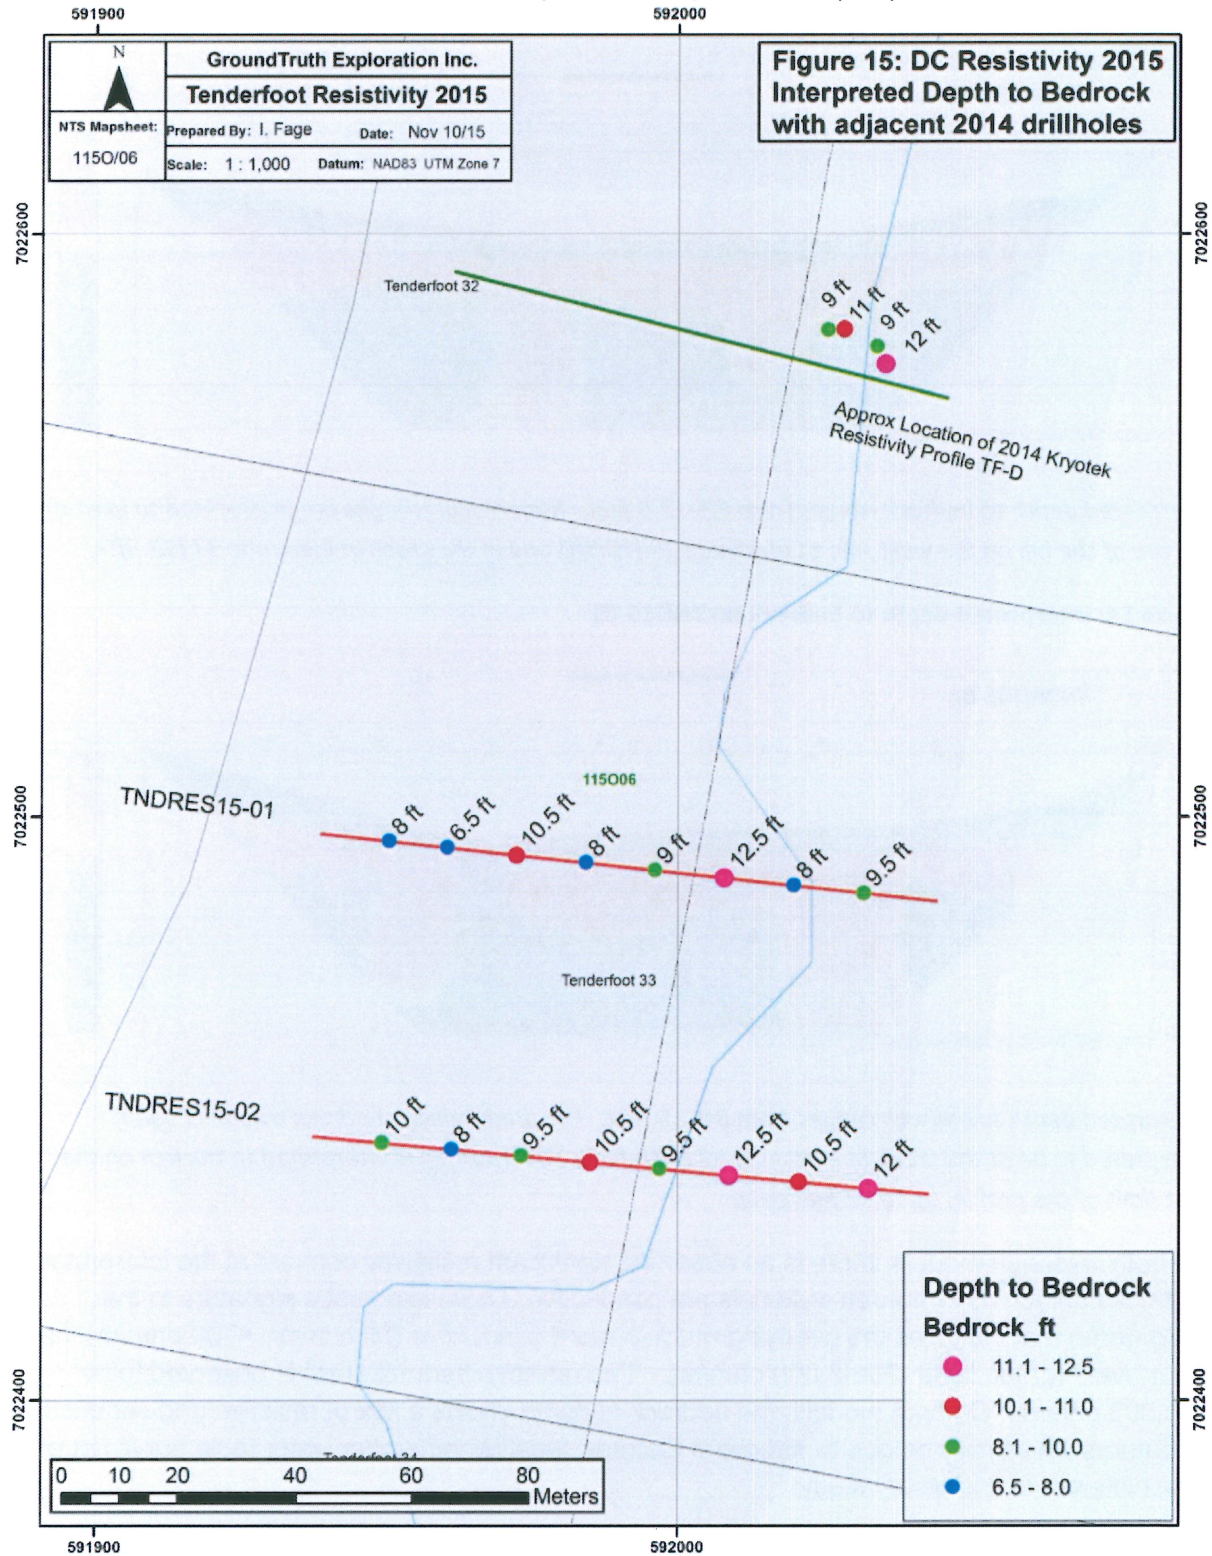 591900
592000
N
NTS Mapsheet:
115O/06
GroundTruth Exploration Inc.
Tenderfoot Resistivity 2015
Prepared By: I. Fage Date: Nov 10/15
Scale: 1 : 1,000 Datum: NAD83 UTM Zone 7
Figure 15: DC Resistivity 2015
Interpreted Depth to Bedrock
with adjacent 2014 drillholes
7022600
7022600
Tenderfoot 32
9 ft
11 ft
9 ft
12 ft
Approx Location of 2014 Kryotek
Resistivity Profile TF-D
115O06
7022500
7022500
TNDRES15-01
8 ft
6.5 ft
10.5 ft
8 ft
9 ft
12.5 ft
8 ft
9.5 ft
Tenderfoot 33
TNDRES15-02
10 ft
8 ft
9.5 ft
10.5 ft
9.5 ft
12.5 ft
10.5 ft
12 ft
Depth to Bedrock
Bedrock_ft
11.1 - 12.5
10.1 - 11.0
8.1 - 10.0
6.5 - 8.0
7022400
7022400
0 10 20 40 60 80
Meters
591900
592000